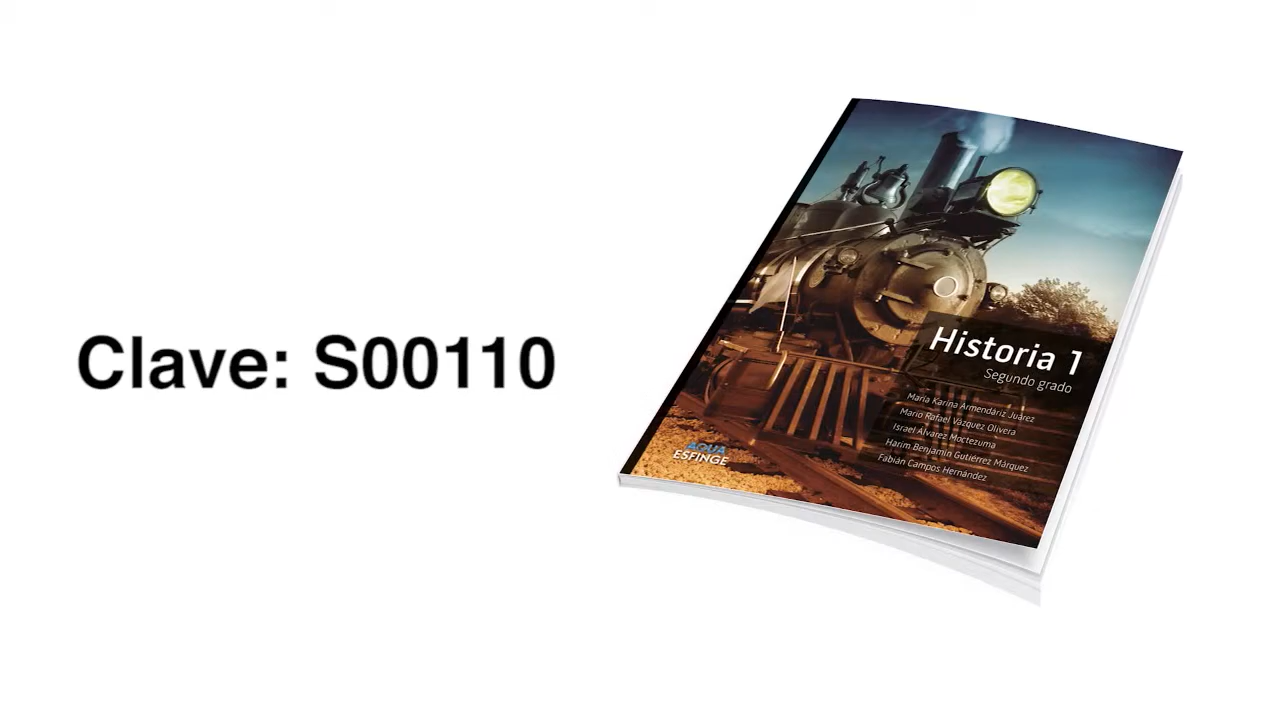 Clave: S00110
Historia 1
Segundo grado
María Karina Armendáriz Juárez
Mario Rafael Vázquez Olivera
Israel Álvarez Moctezuma
Harim Benjamín Gutiérrez Márquez
Fabián Campos Hernández
AQUA
ESFINGE